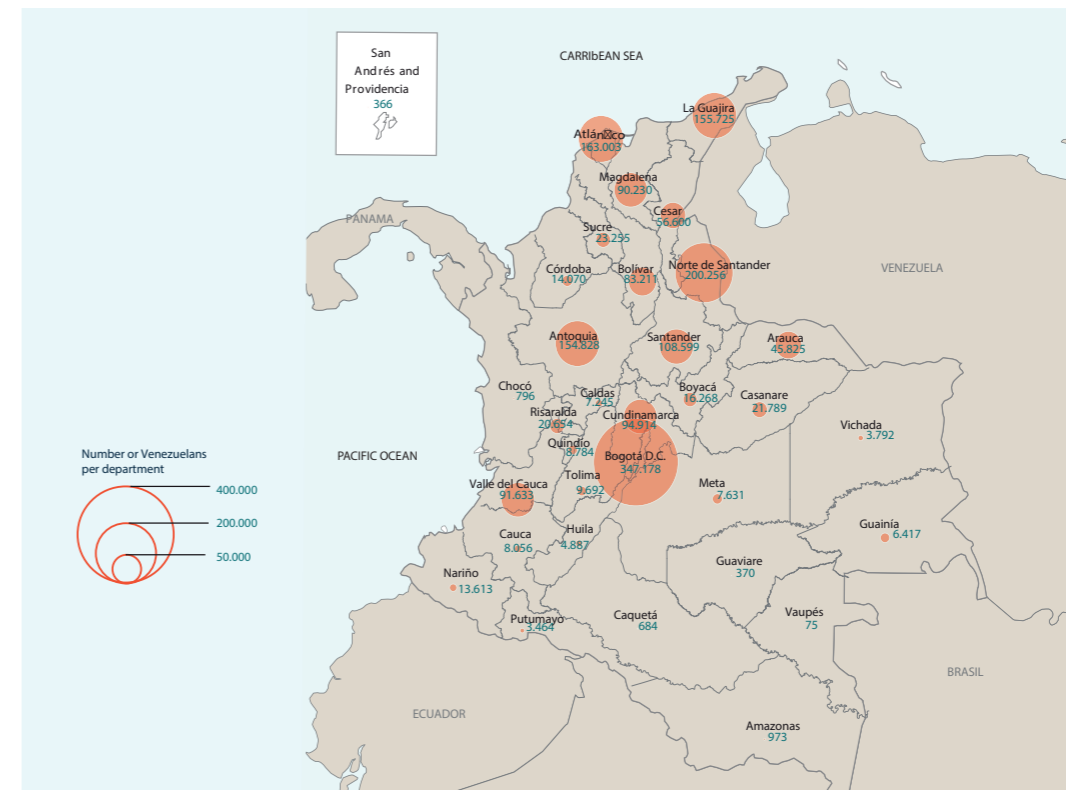 San
Andrés and
Providencia
366
CARRIbEAN SEA
La Guajira
155.725
Atlán☒co
163.003
Magdalena
90.230
Cesar
56.600
PANAMA
Sucre
23.255
Córdoba
14.070
Bolívar
83.211
Norte de Santander
200.256
VENEZUELA
Antoquia
154.828
Santander
108.599
Arauca
45.825
Chocó
796
Caldas
7.245
Boyacá
16.268
Casanare
21.789
Risaralda
20.654
Cundinamarca
94.914
Vichada
3.792
Quindío
8.784
Bogotá D.C.
347.178
PACIFIC OCEAN
Number or Venezuelans
per department
400.000
200.000
50.000
Valle del Cauca
91.633
Tolima
9.692
Meta
7.631
Cauca
8.056
Huila
4.887
Guainía
6.417
Nariño
13.613
Guaviare
370
Putumayo
3.464
Caquetá
684
Vaupés
75
BRASIL
ECUADOR
Amazonas
973